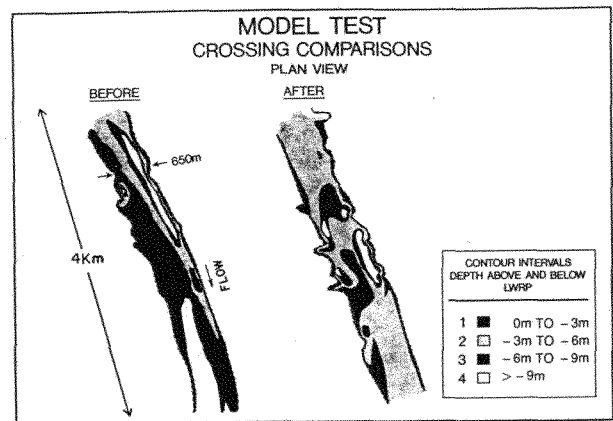 MODEL TEST
CROSSING COMPARISONS
PLAN VIEW
BEFORE
AFTER
650m
4Km
FLOW
CONTOUR INTERVALS
DEPTH ABOVE AND BELOW
LWRP
1 0m TO -3m
2 -3m TO -6m
3 -6m TO -9m
4 > -9m